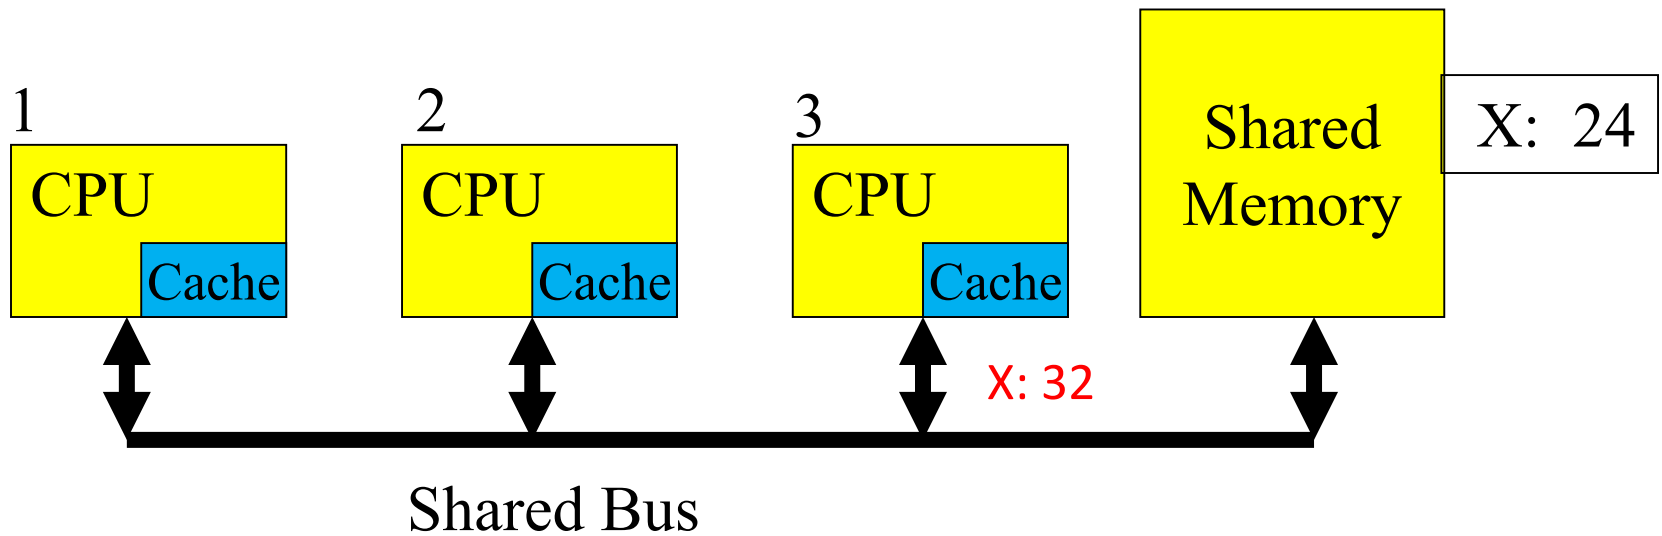 1
2
3
CPU
Cache
CPU
Cache
CPU
Cache
Shared
Memory
X: 24
X: 32
Shared Bus